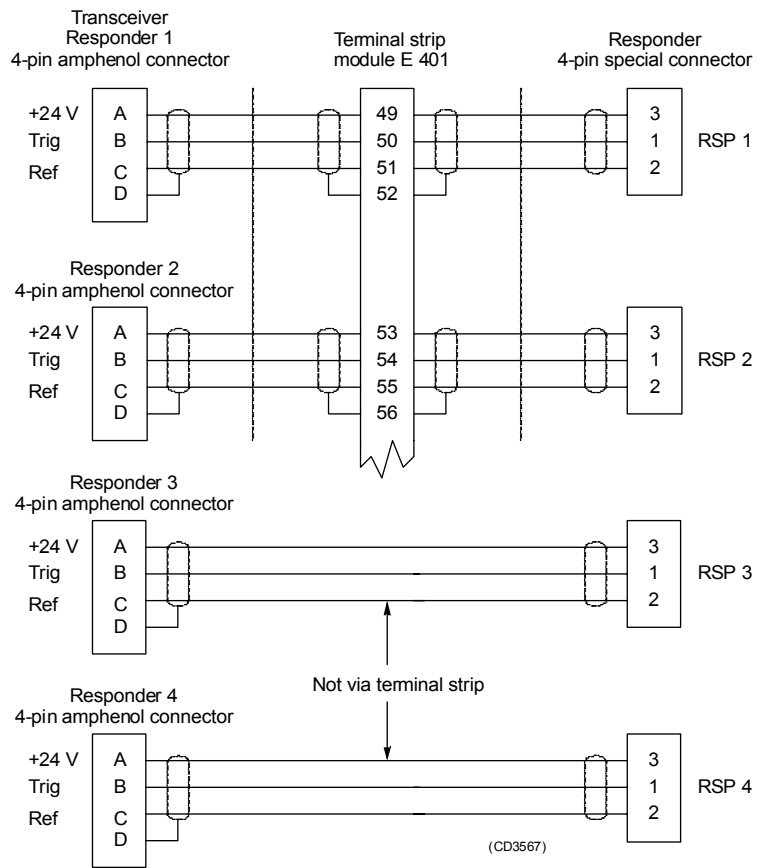 Transceiver
Responder 1
4-pin amphenol connector
Terminal strip
module E 401
Responder
4-pin special connector
+24 V A 49 3
Trig B 50 1 RSP 1
Ref C 51 2
D 52
Responder 2
4-pin amphenol connector
+24 V A 53 3
Trig B 54 1 RSP 2
Ref C 55 2
D 56
Responder 3
4-pin amphenol connector
+24 V A 3
Trig B 1 RSP 3
Ref C 2
D
Not via terminal strip
Responder 4
4-pin amphenol connector
+24 V A 3
Trig B 1 RSP 4
Ref C 2
D
(CD3567)